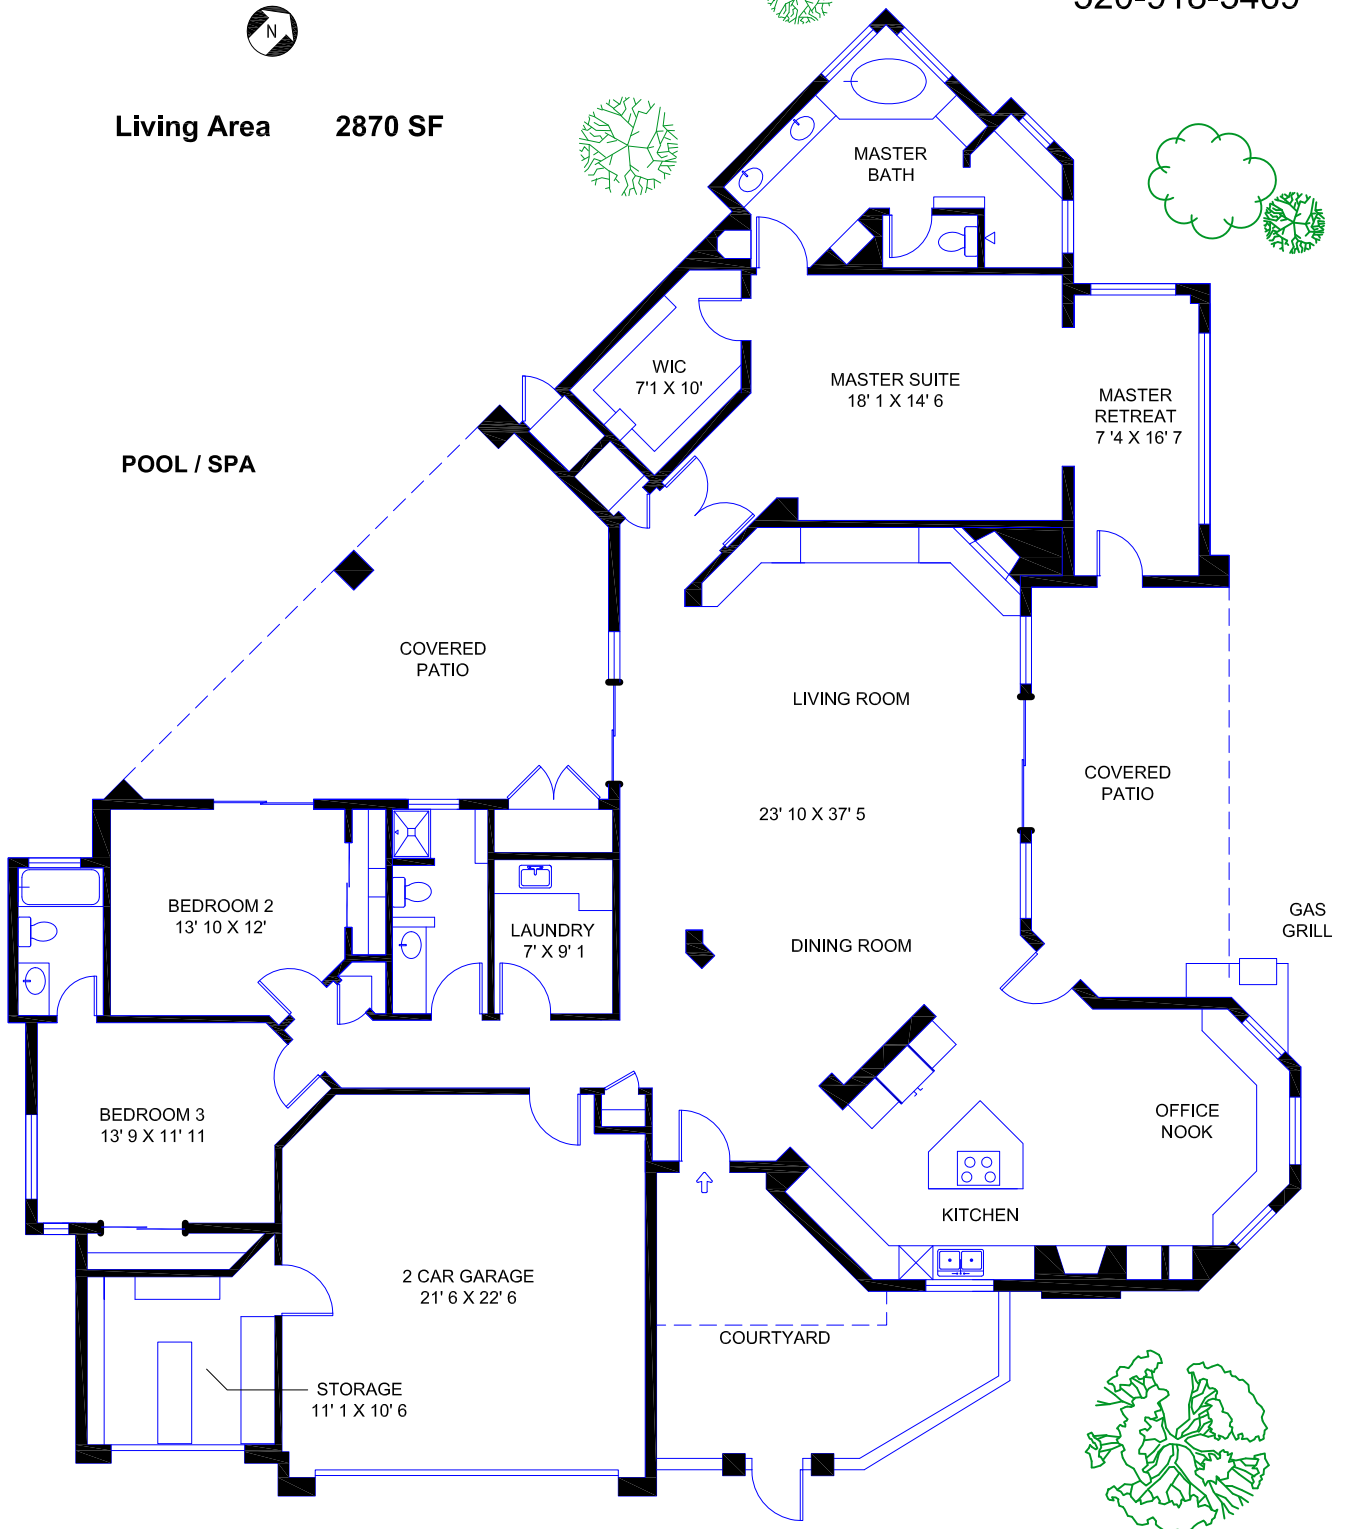 N
Living Area 2870 SF
MASTER
BATH
WIC
7'1 X 10'
MASTER SUITE
18' 1 X 14' 6
MASTER
RETREAT
7 '4 X 16' 7
POOL / SPA
COVERED
PATIO
LIVING ROOM
COVERED
PATIO
23' 10 X 37' 5
BEDROOM 2
13' 10 X 12'
LAUNDRY
7' X 9' 1
DINING ROOM
GAS
GRILL
BEDROOM 3
13' 9 X 11' 11
OFFICE
NOOK
KITCHEN
2 CAR GARAGE
21' 6 X 22' 6
COURTYARD
STORAGE
11' 1 X 10' 6